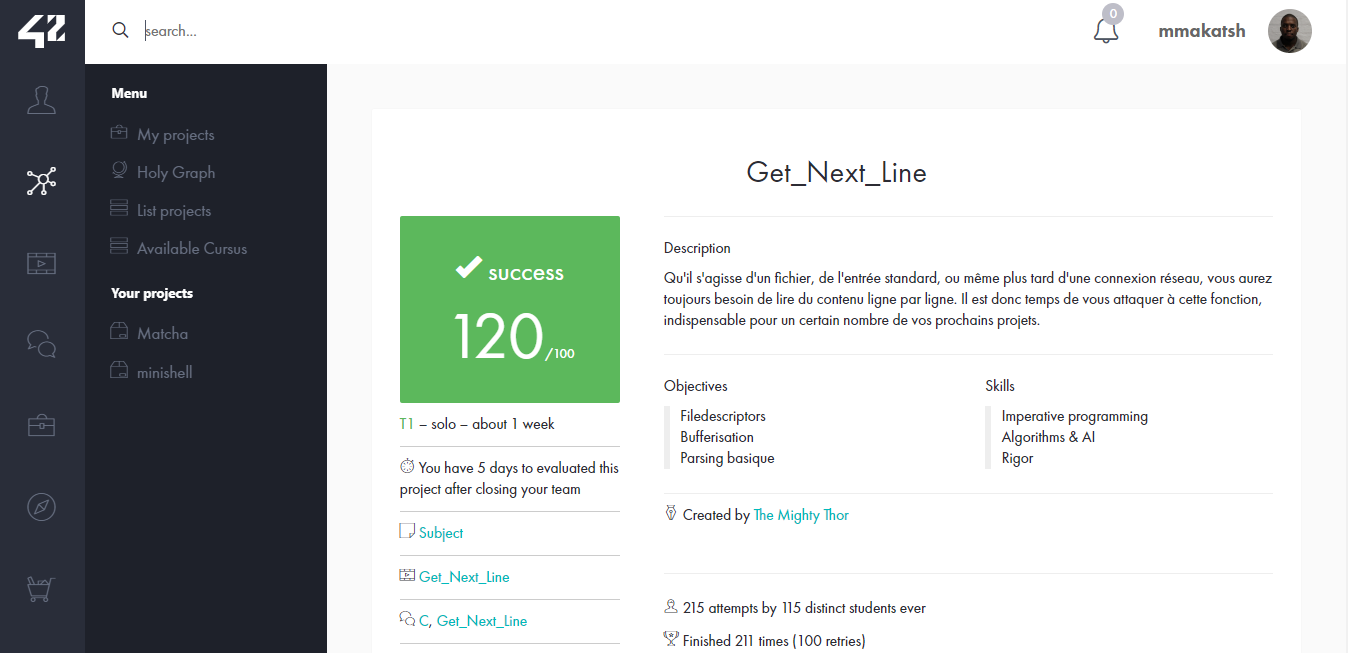 42
search...
0
mmakatsh
Menu
My projects
Holy Graph
List projects
Available Cursus
Your projects
Matcha
minishell
Get_Next_Line
success
120/100
T1 – solo – about 1 week
You have 5 days to evaluated this
project after closing your team
Subject
Get_Next_Line
C, Get_Next_Line
Description
Qu'il s'agisse d'un fichier, de l'entrée standard, ou même plus tard d'une connexion réseau, vous aurez
toujours besoin de lire du contenu ligne par ligne. Il est donc temps de vous attaquer à cette fonction,
indispensable pour un certain nombre de vos prochains projets.
Objectives
Filedescriptors
Bufferisation
Parsing basique
Skills
Imperative programming
Algorithms & AI
Rigor
Created by The Mighty Thor
215 attempts by 115 distinct students ever
Finished 211 times (100 retries)